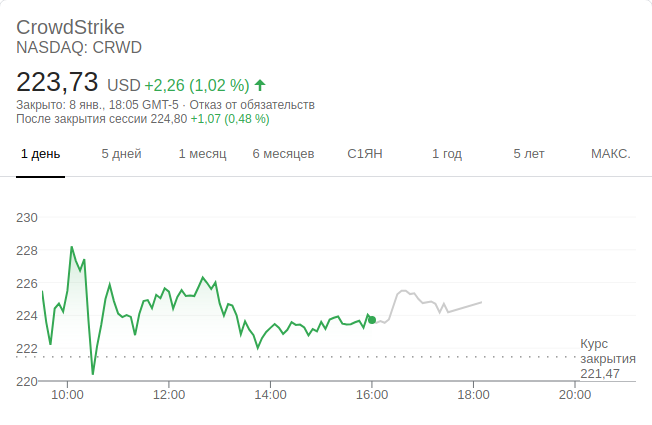 CrowdStrike
NASDAQ: CRWD
223,73 USD +2,26 (1,02 %)
Закрыто: 8 янв., 18:05 GMT-5 · Отказ от обязательств
После закрытия сессии 224,80 +1,07 (0,48 %)
1 день 5 дней 1 месяц 6 месяцев С1ЯН 1 год 5 лет МАКС.
230
228
226
224
222
220
Курс
закрытия
221,47
10:00 12:00 14:00 16:00 18:00 20:00